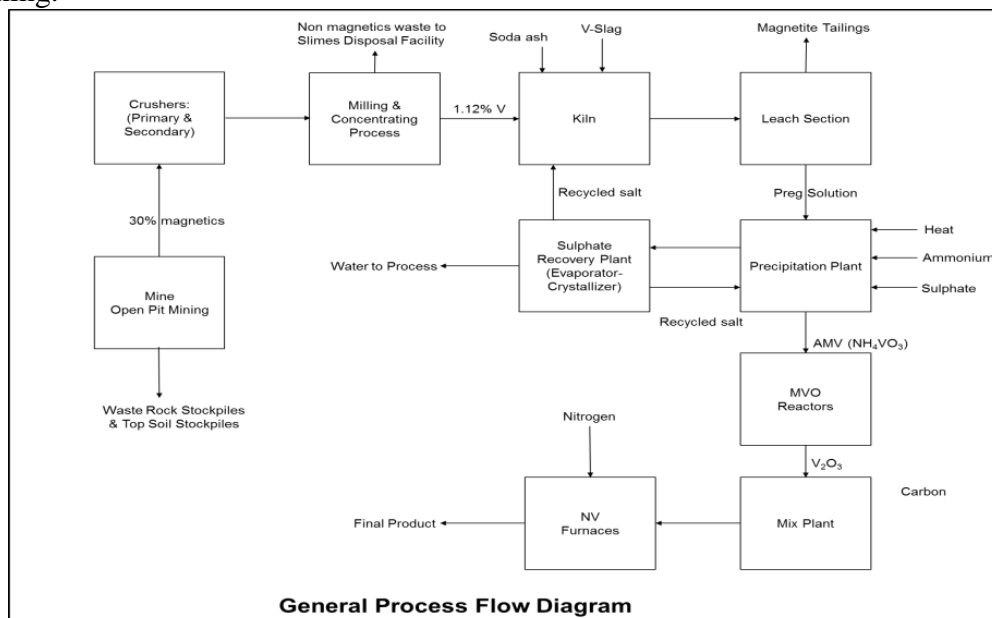 Non magnetics waste to
Slimes Disposal Facility
Soda ash
V-Slag
Magnetite Tailings
Crushers:
(Primary &
Secondary)
Milling &
Concentrating
Process
1.12% V
Kiln
Leach Section
30% magnetics
Recycled salt
Preg Solution
Mine
Open Pit Mining
Water to Process
Sulphate
Recovery Plant
(Evaporator-
Crystallizer)
Precipitation Plant
Heat
Ammonium
Sulphate
Recycled salt
AMV (NH₄VO₃)
Waste Rock Stockpiles
& Top Soil Stockpiles
MVO
Reactors
Nitrogen
V₂O₃
Carbon
Final Product
NV
Furnaces
Mix Plant
General Process Flow Diagram